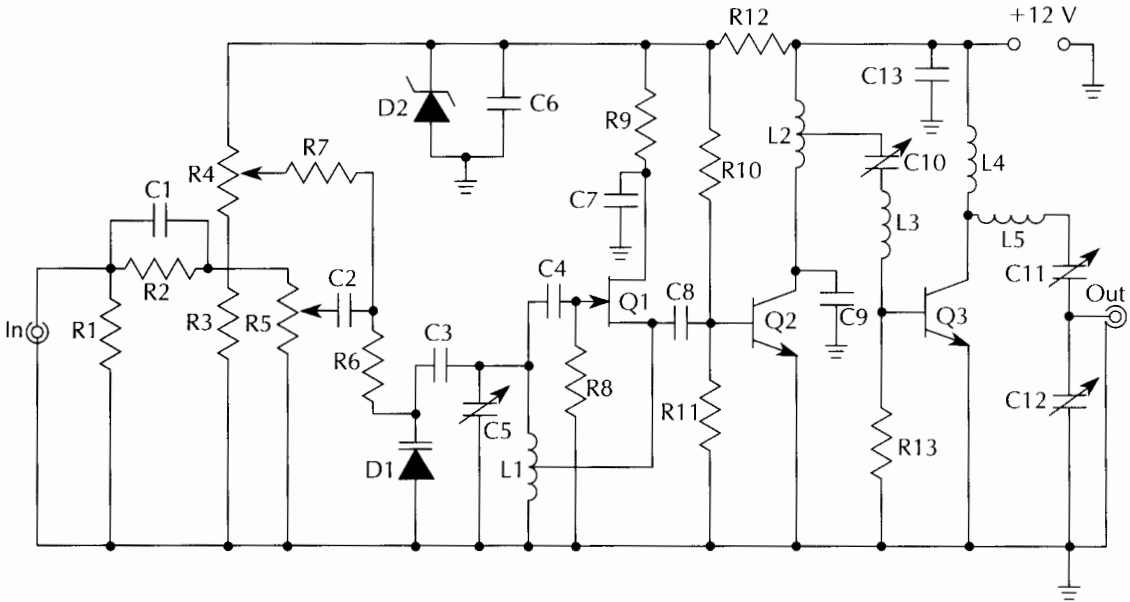 R12
+12 V
D2
C6
C13
R9
L2
R7
R4
R10
C10
L4
C1
C7
L3
R2
C2
C4
Q1
C8
L5
C11
Out
In
R1
R3
R5
R6
C3
Q2
C9
Q3
C5
R8
R11
C12
D1
L1
R13